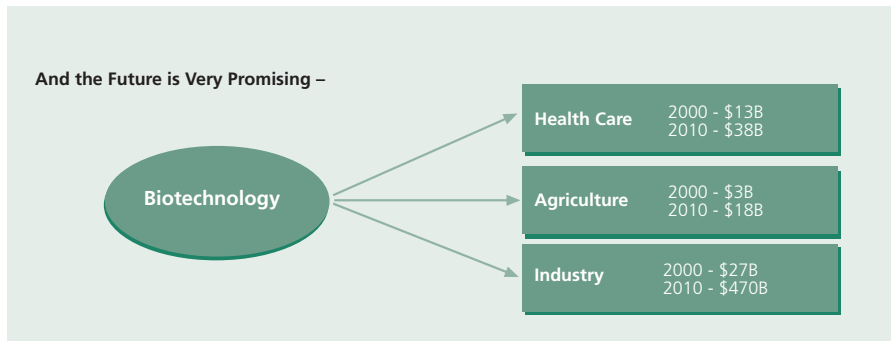 And the Future is Very Promising –
Biotechnology
Health Care
2000 - $13B
2010 - $38B
Agriculture
2000 - $3B
2010 - $18B
Industry
2000 - $27B
2010 - $470B